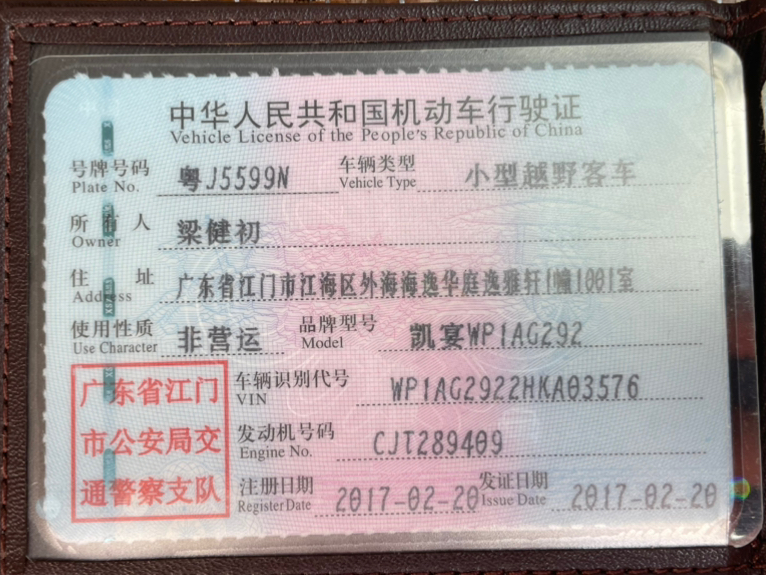 中华人民共和国机动车行驶证
Vehicle License of the People's Republic of China
号牌号码 粤J5599N 车辆类型 小型越野客车
Plate No. Vehicle Type
所有人 梁健初
Owner
住址 广东省江门市江海区外海海逸华庭逸雅轩1幢1001室
Address
使用性质 非营运 品牌型号 凯宴WP1AG292
Use Character Model
车辆识别代号 WP1AG2922HKA03576
VIN
发动机号码 CJT289409
Engine No.
注册日期 2017-02-20 发证日期 2017-02-20
Register Date Issue Date
广东省江门
市公安局交
通警察支队